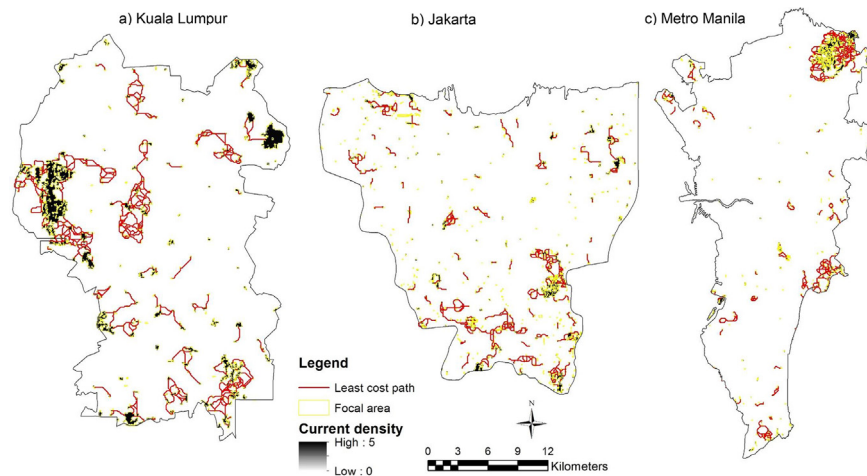 a) Kuala Lumpur
b) Jakarta
c) Metro Manila
Legend
Least cost path
Focal area
Current density
High : 5
Low : 0
0 3 6 9 12
Kilometers